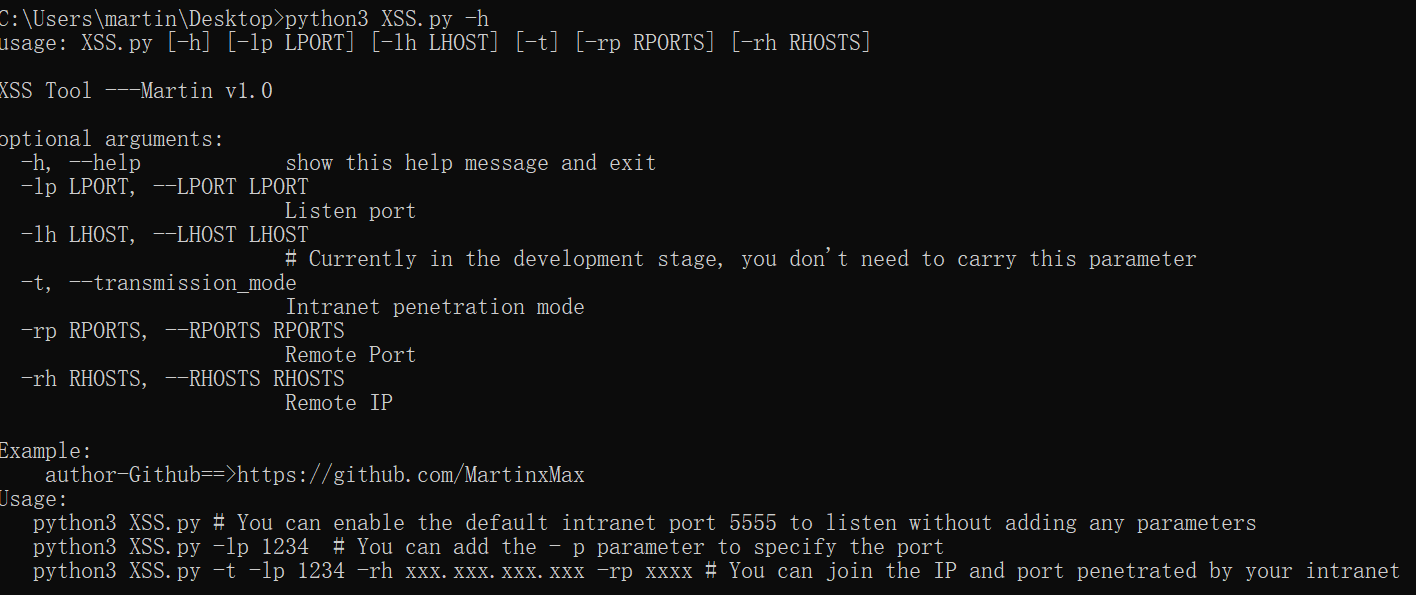 C:\Users\martin\Desktop>python3 XSS.py -h
usage: XSS.py [-h] [-lp LPORT] [-lh LHOST] [-t] [-rp RPORTS] [-rh RHOSTS]
XSS Tool ---Martin v1.0
optional arguments:
-h, --help show this help message and exit
-lp LPORT, --LPORT LPORT
Listen port
-lh LHOST, --LHOST LHOST
# Currently in the development stage, you don't need to carry this parameter
-t, --transmission_mode
Intranet penetration mode
-rp RPORTS, --RPORTS RPORTS
Remote Port
-rh RHOSTS, --RHOSTS RHOSTS
Remote IP
Example:
author-Github==>https://github.com/MartinxMax
Usage:
python3 XSS.py # You can enable the default intranet port 5555 to listen without adding any parameters
python3 XSS.py -lp 1234  # You can add the - p parameter to specify the port
python3 XSS.py -t -lp 1234 -rh xxx.xxx.xxx.xxx -rp xxxx # You can join the IP and port penetrated by your intranet